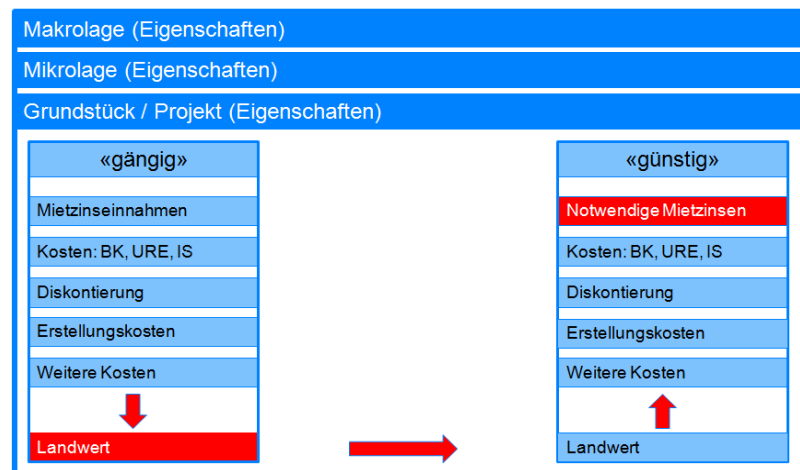 Makrolage (Eigenschaften)
Mikrolage (Eigenschaften)
Grundstück / Projekt (Eigenschaften)
«gängig»
Mietzinseinnahmen
Kosten: BK, URE, IS
Diskontierung
Erstellungskosten
Weitere Kosten
Landwert
«günstig»
Notwendige Mietzinsen
Kosten: BK, URE, IS
Diskontierung
Erstellungskosten
Weitere Kosten
Landwert